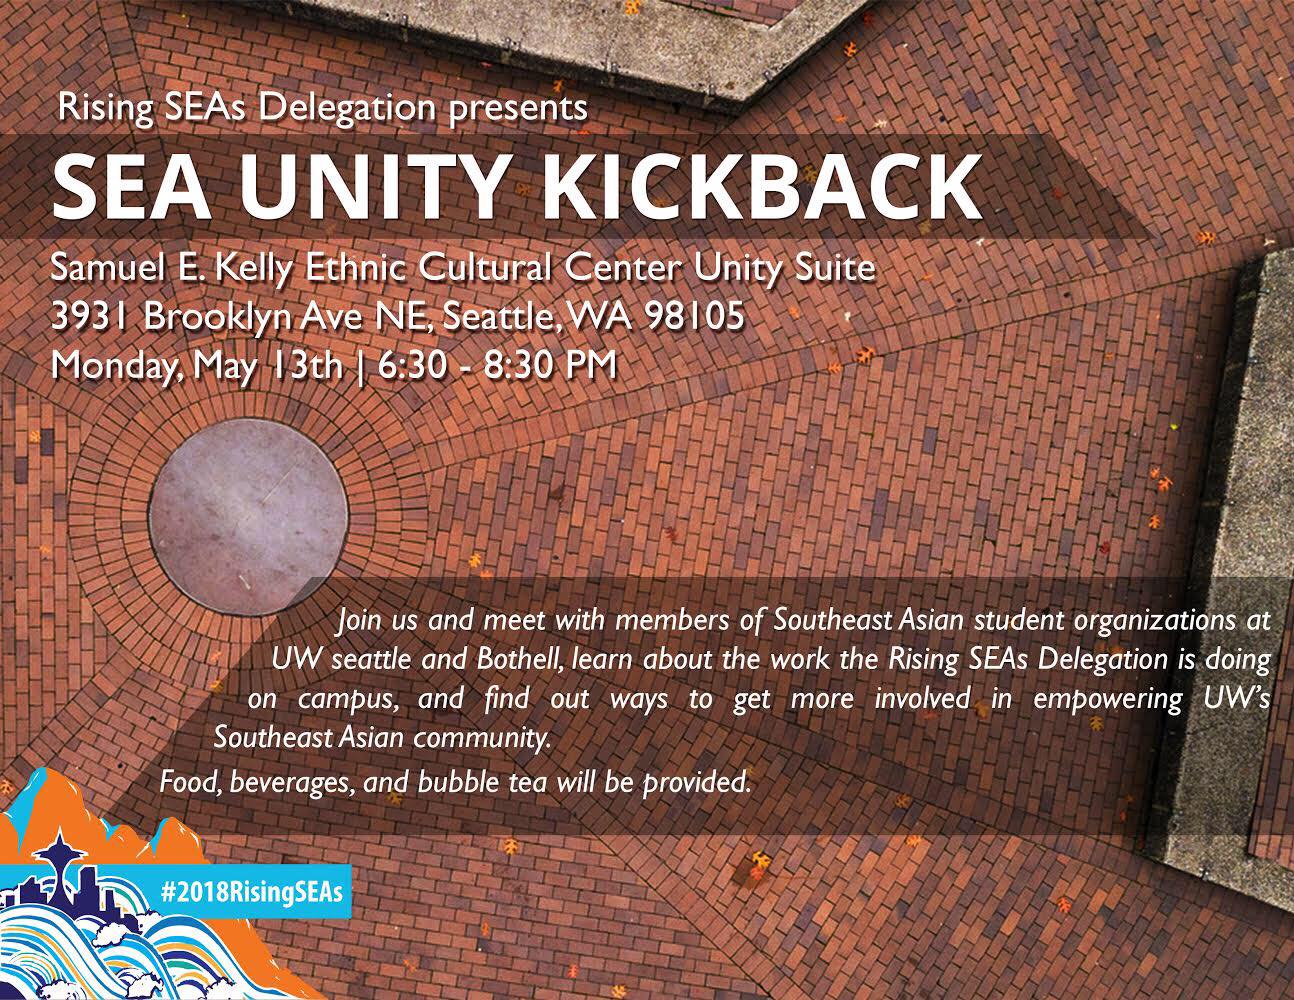 Rising SEAs Delegation presents
SEA UNITY KICKBACK
Samuel E. Kelly Ethnic Cultural Center Unity Suite
3931 Brooklyn Ave NE, Seattle, WA 98105
Monday, May 13th | 6:30 - 8:30 PM
Join us and meet with members of Southeast Asian student organizations at
UW seattle and Bothell, learn about the work the Rising SEAs Delegation is doing
on campus, and find out ways to get more involved in empowering UW's
Southeast Asian community.
Food, beverages, and bubble tea will be provided.
#2018RisingSEAs